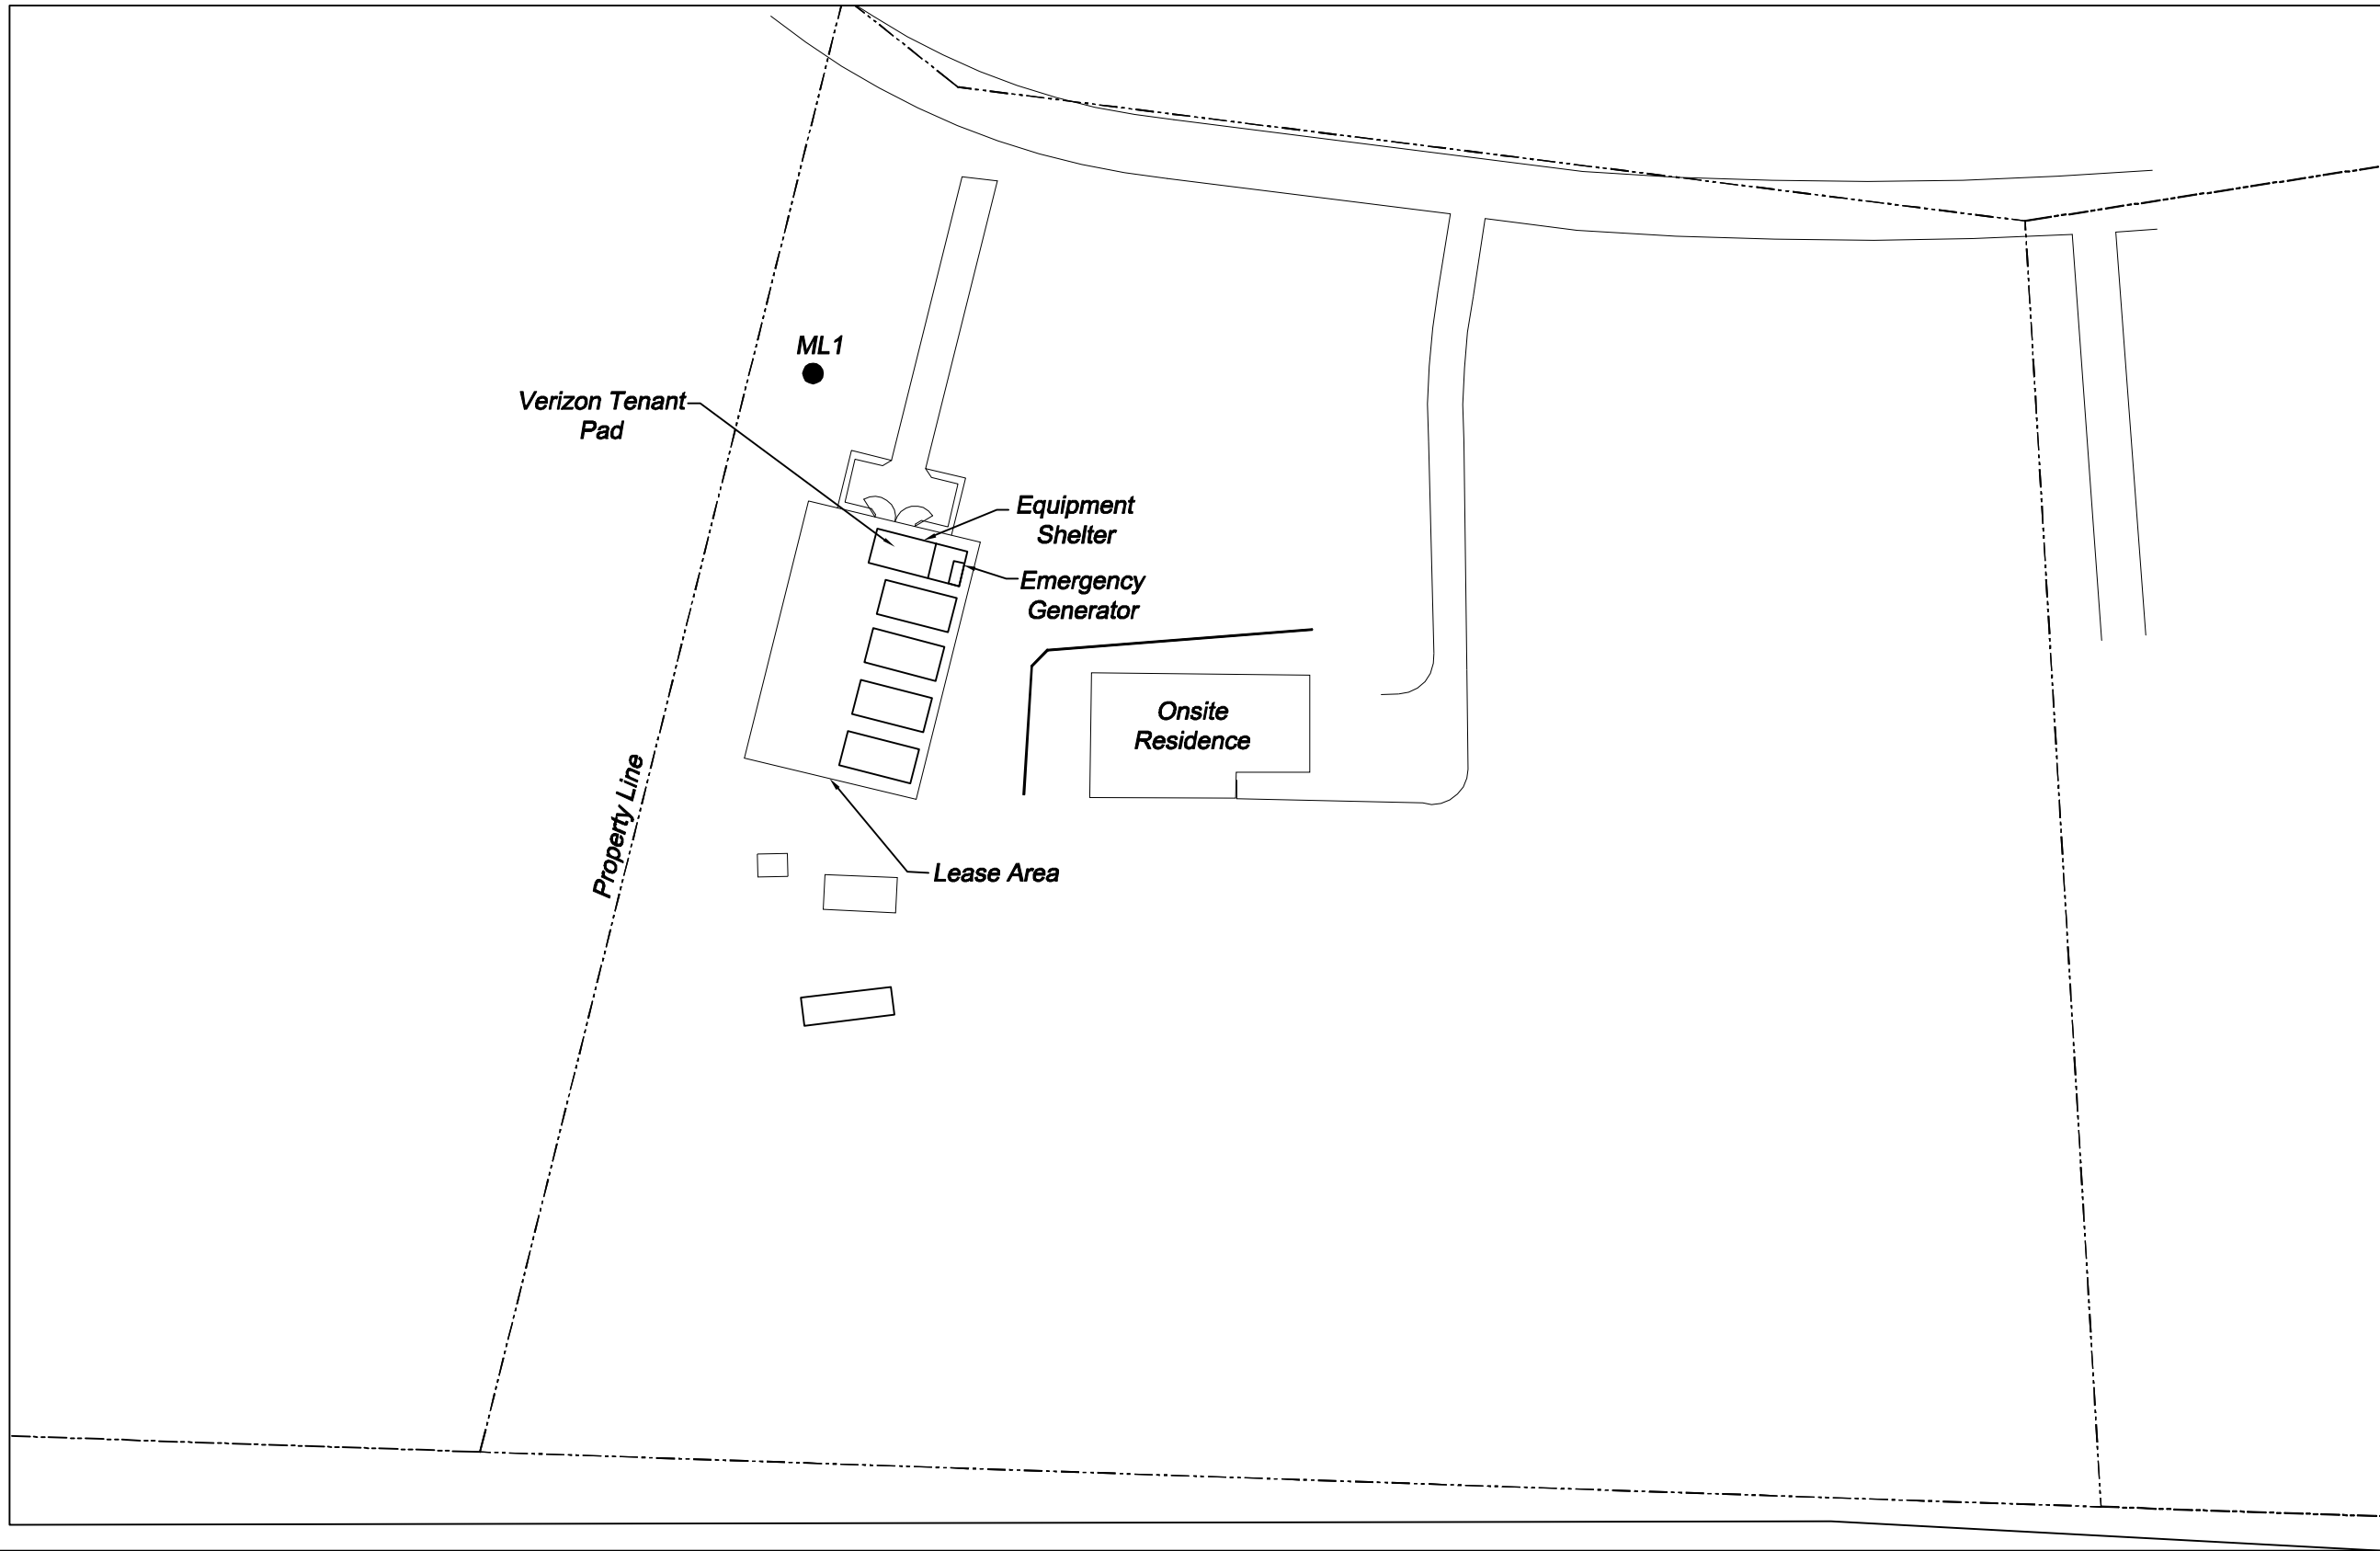 ML1
Verizon Tenant
Pad
Equipment
Shelter
Emergency
Generator
Onsite
Residence
Property Line
Lease Area